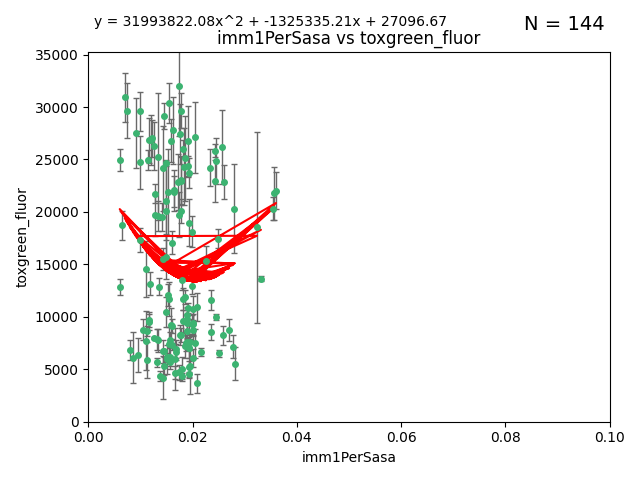 y = 31993822.08x^2 + -1325335.21x + 27096.67
N = 144
imm1PerSasa vs toxgreen_fluor
toxgreen_fluor
35000
30000
25000
20000
15000
10000
5000
0
0.00 0.02 0.04 0.06 0.08 0.10
imm1PerSasa